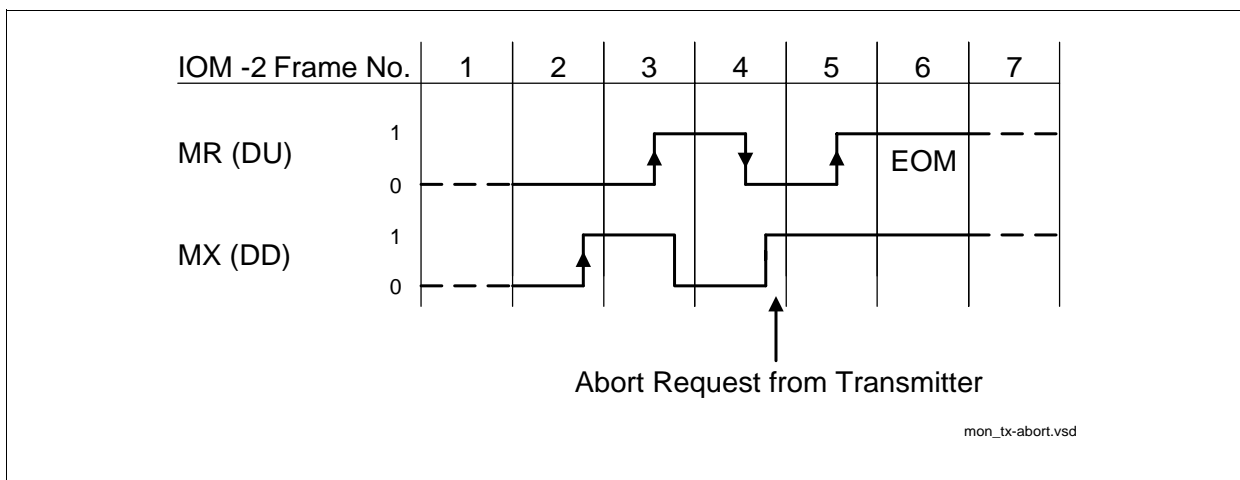 IOM -2 Frame No. 1 2 3 4 5 6 7
1
MR (DU)
0
EOM
1
MX (DD)
0
Abort Request from Transmitter
mon_tx-abort.vsd